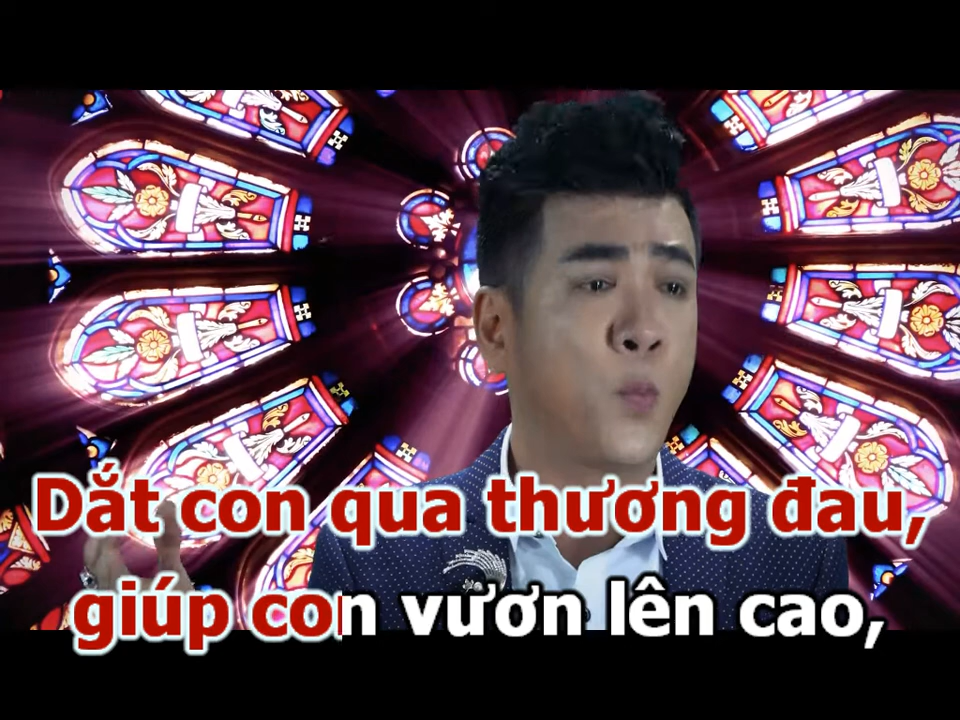 Dắt con qua thương đau,
giúp con vươn lên cao,